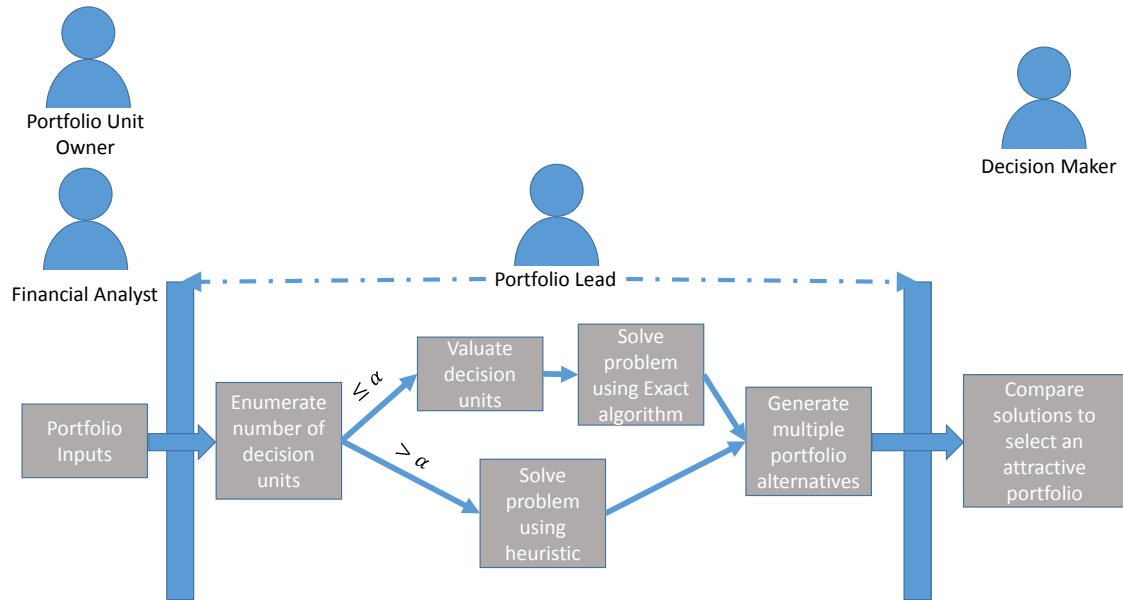 Portfolio Unit
Owner
Decision Maker
Financial Analyst
Portfolio Lead
Portfolio
Inputs
Enumerate
number of
decision
units
≤ α
> α
Valuate
decision
units
Solve
problem
using Exact
algorithm
Solve
problem
using
heuristic
Generate
multiple
portfolio
alternatives
Compare
solutions to
select an
attractive
portfolio